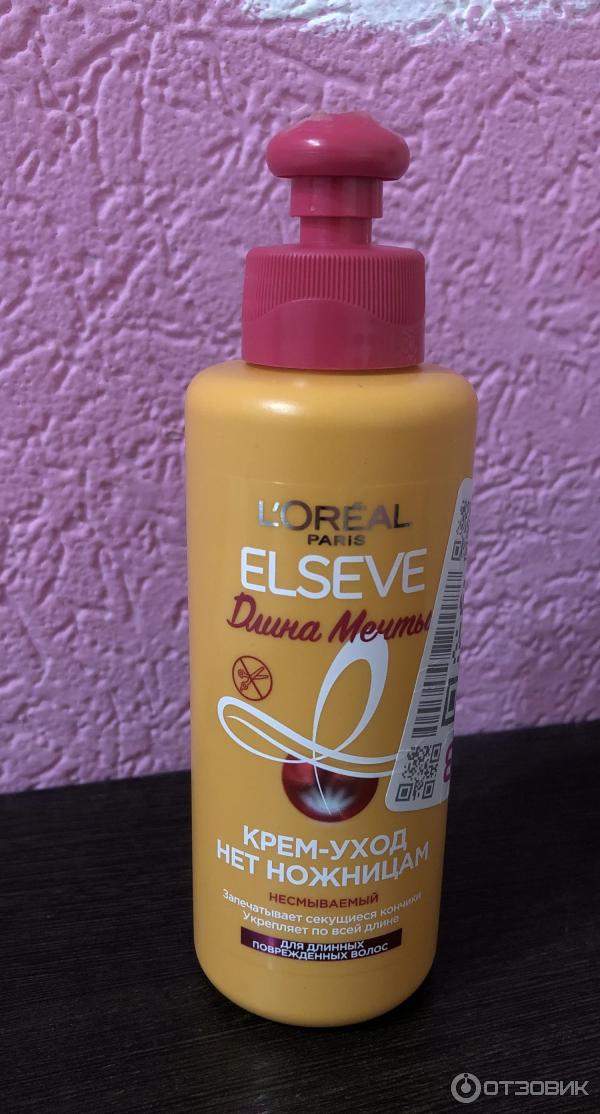 L'ORÉAL
PARIS
ELSEVE
Длина Мечты
КРЕМ-УХОД
НЕТ НОЖНИЦАМ
НЕСМЫВАЕМЫЙ
Запечатывает секущиеся кончики
Укрепляет по всей длине
ДЛЯ ДЛИННЫХ
ПОВРЕЖДЕННЫХ ВОЛОС
ОТЗОВИК